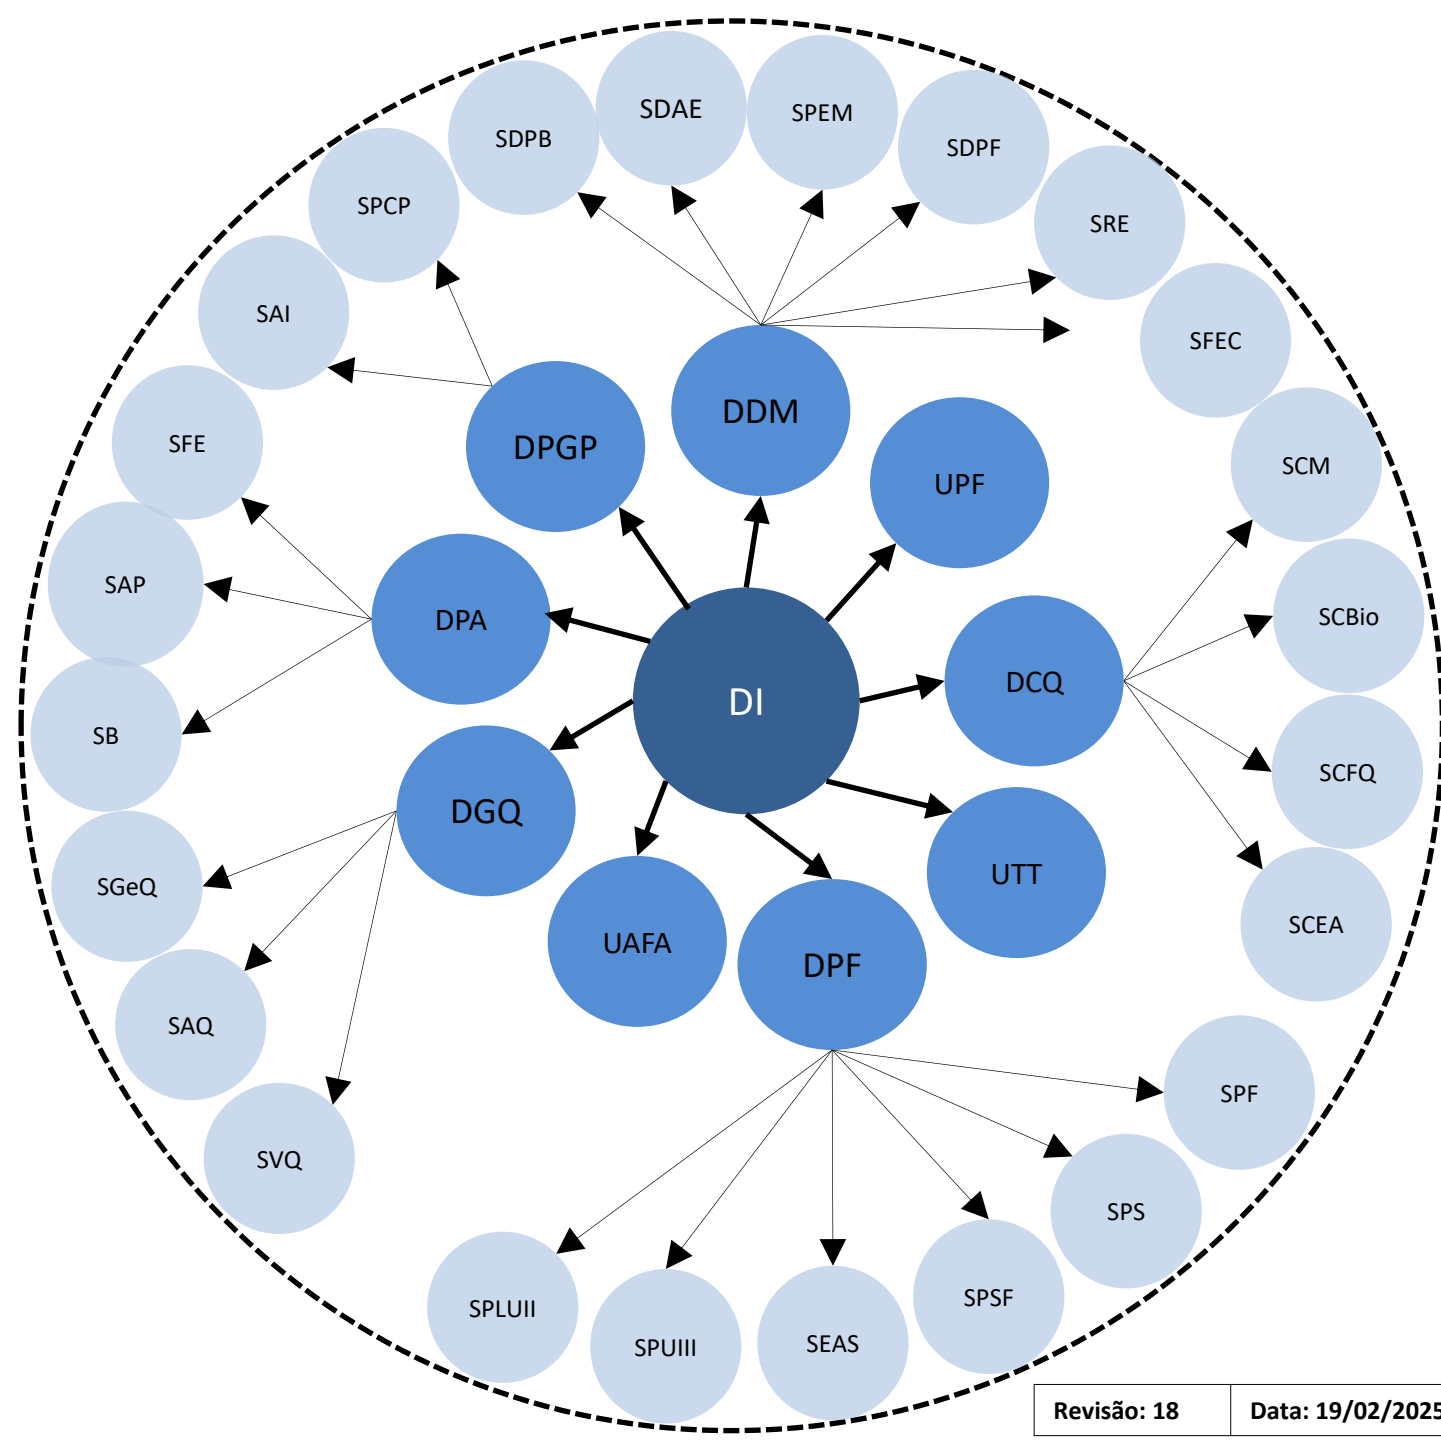 SDAE
SPEM
SDPB
SDPF
SPCP
SRE
SAI
SFEC
DDM
SFE
DPGP
SCM
UPF
SAP
DPA
SCBio
DCQ
DI
SB
SCFQ
DGQ
UTT
SGeQ
SCEA
UAFA
DPF
SAQ
SPF
SVQ
SPS
SPSF
SPLUII
SEAS
SPUIII
Revisão: 18 Data: 19/02/2025